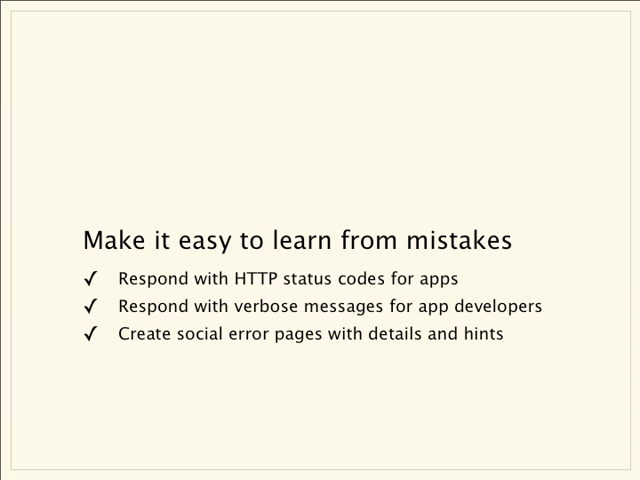 Make it easy to learn from mistakes
✓ Respond with HTTP status codes for apps
✓ Respond with verbose messages for app developers
✓ Create social error pages with details and hints